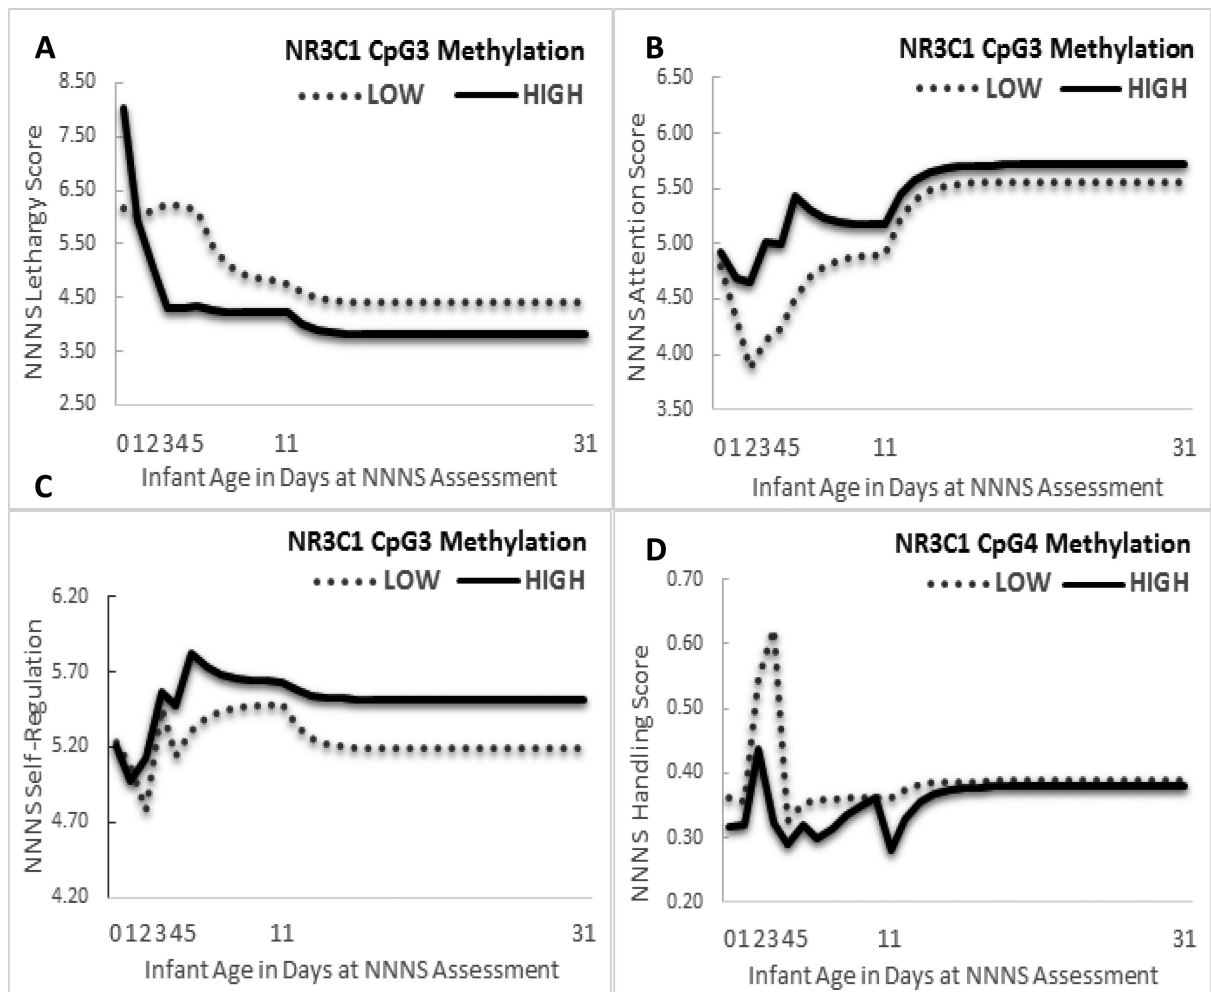 A
NR3C1 CpG3 Methylation
LOW HIGH
8.50
7.50
6.50
5.50
4.50
3.50
2.50
NNNS Lethargy Score
012345 11 31
Infant Age in Days at NNNS Assessment
B
NR3C1 CpG3 Methylation
LOW HIGH
6.50
6.00
5.50
5.00
4.50
4.00
3.50
NNNS Attention Score
012345 11 31
Infant Age in Days at NNNS Assessment
C
NR3C1 CpG3 Methylation
LOW HIGH
6.20
5.70
5.20
4.70
4.20
NNNS Self-Regulation
012345 11 31
Infant Age in Days at NNNS Assessment
D
NR3C1 CpG4 Methylation
LOW HIGH
0.70
0.60
0.50
0.40
0.30
0.20
NNNS Handling Score
012345 11 31
Infant Age in Days at NNNS Assessment